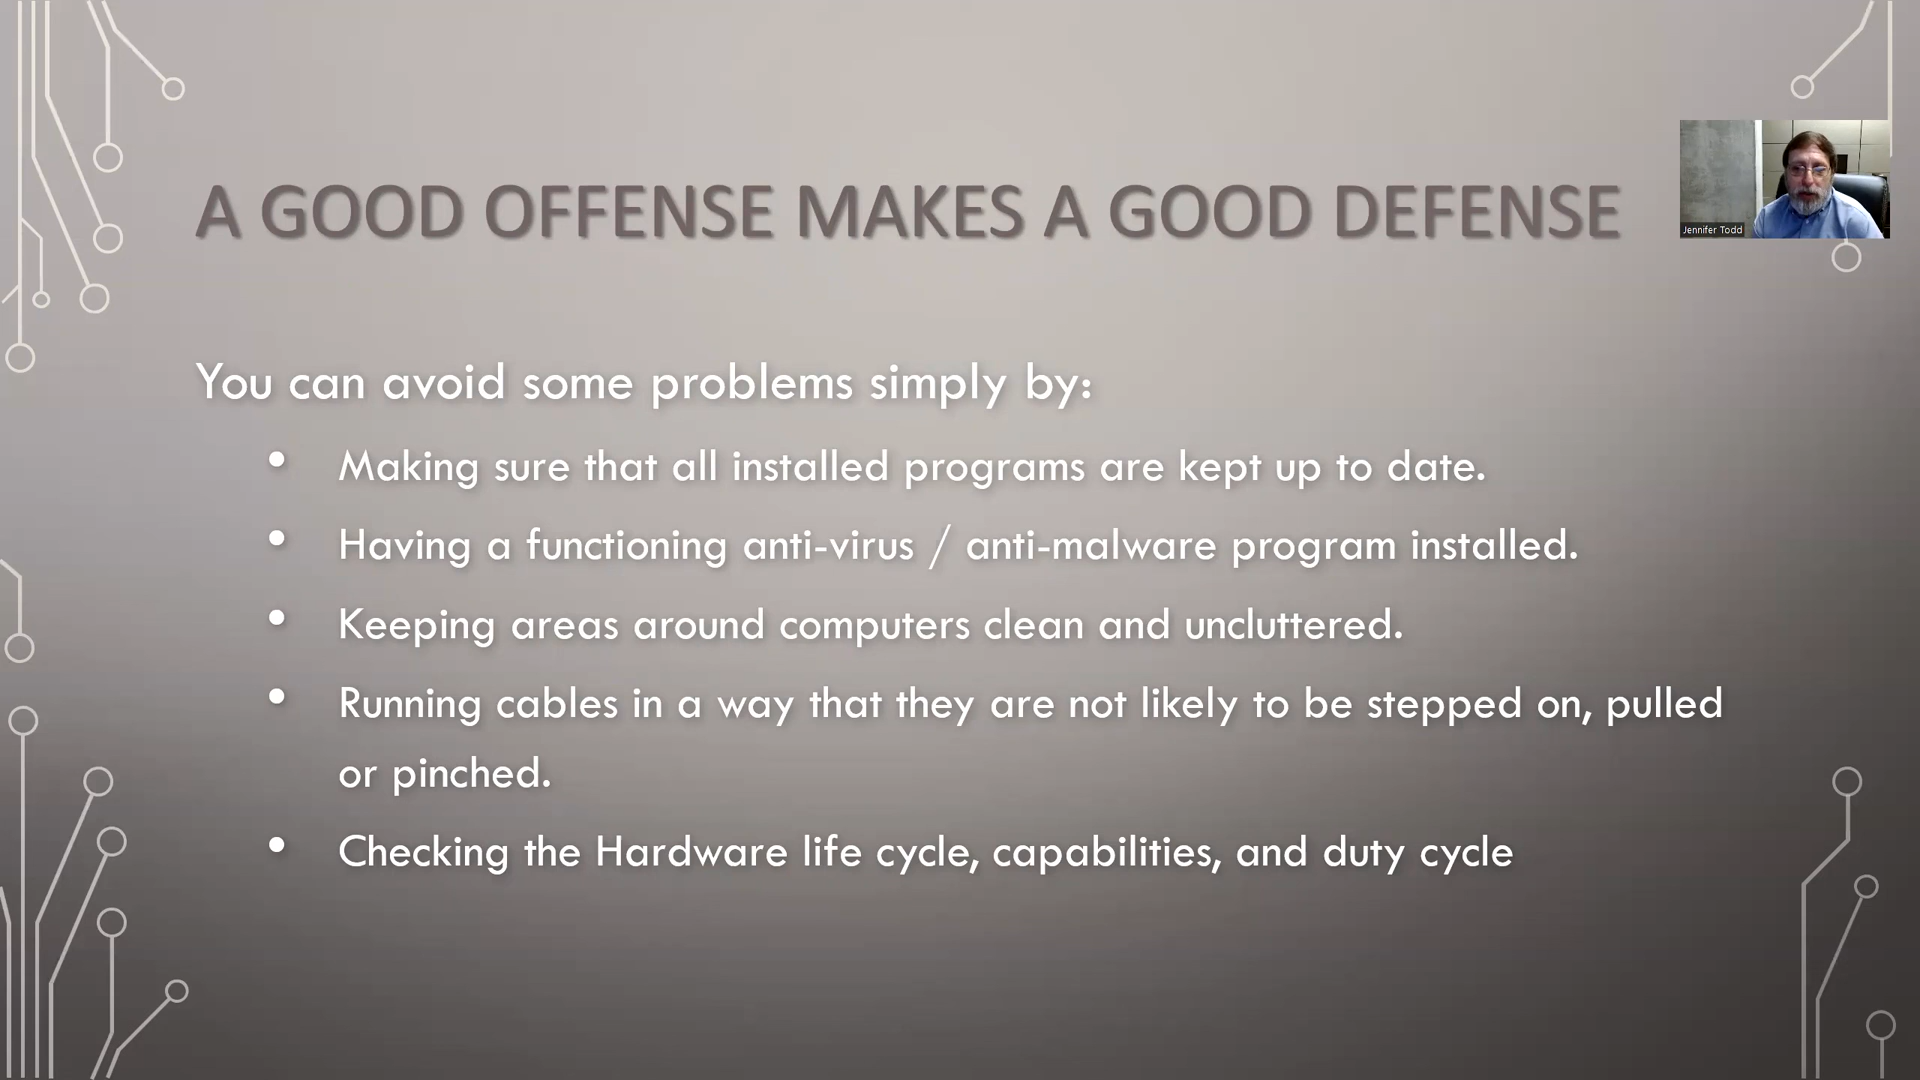 A GOOD OFFENSE MAKES A GOOD DEFENSE
Jennifer Todd
You can avoid some problems simply by:
• Making sure that all installed programs are kept up to date.
• Having a functioning anti-virus / anti-malware program installed.
• Keeping areas around computers clean and uncluttered.
• Running cables in a way that they are not likely to be stepped on, pulled
or pinched.
• Checking the Hardware life cycle, capabilities, and duty cycle